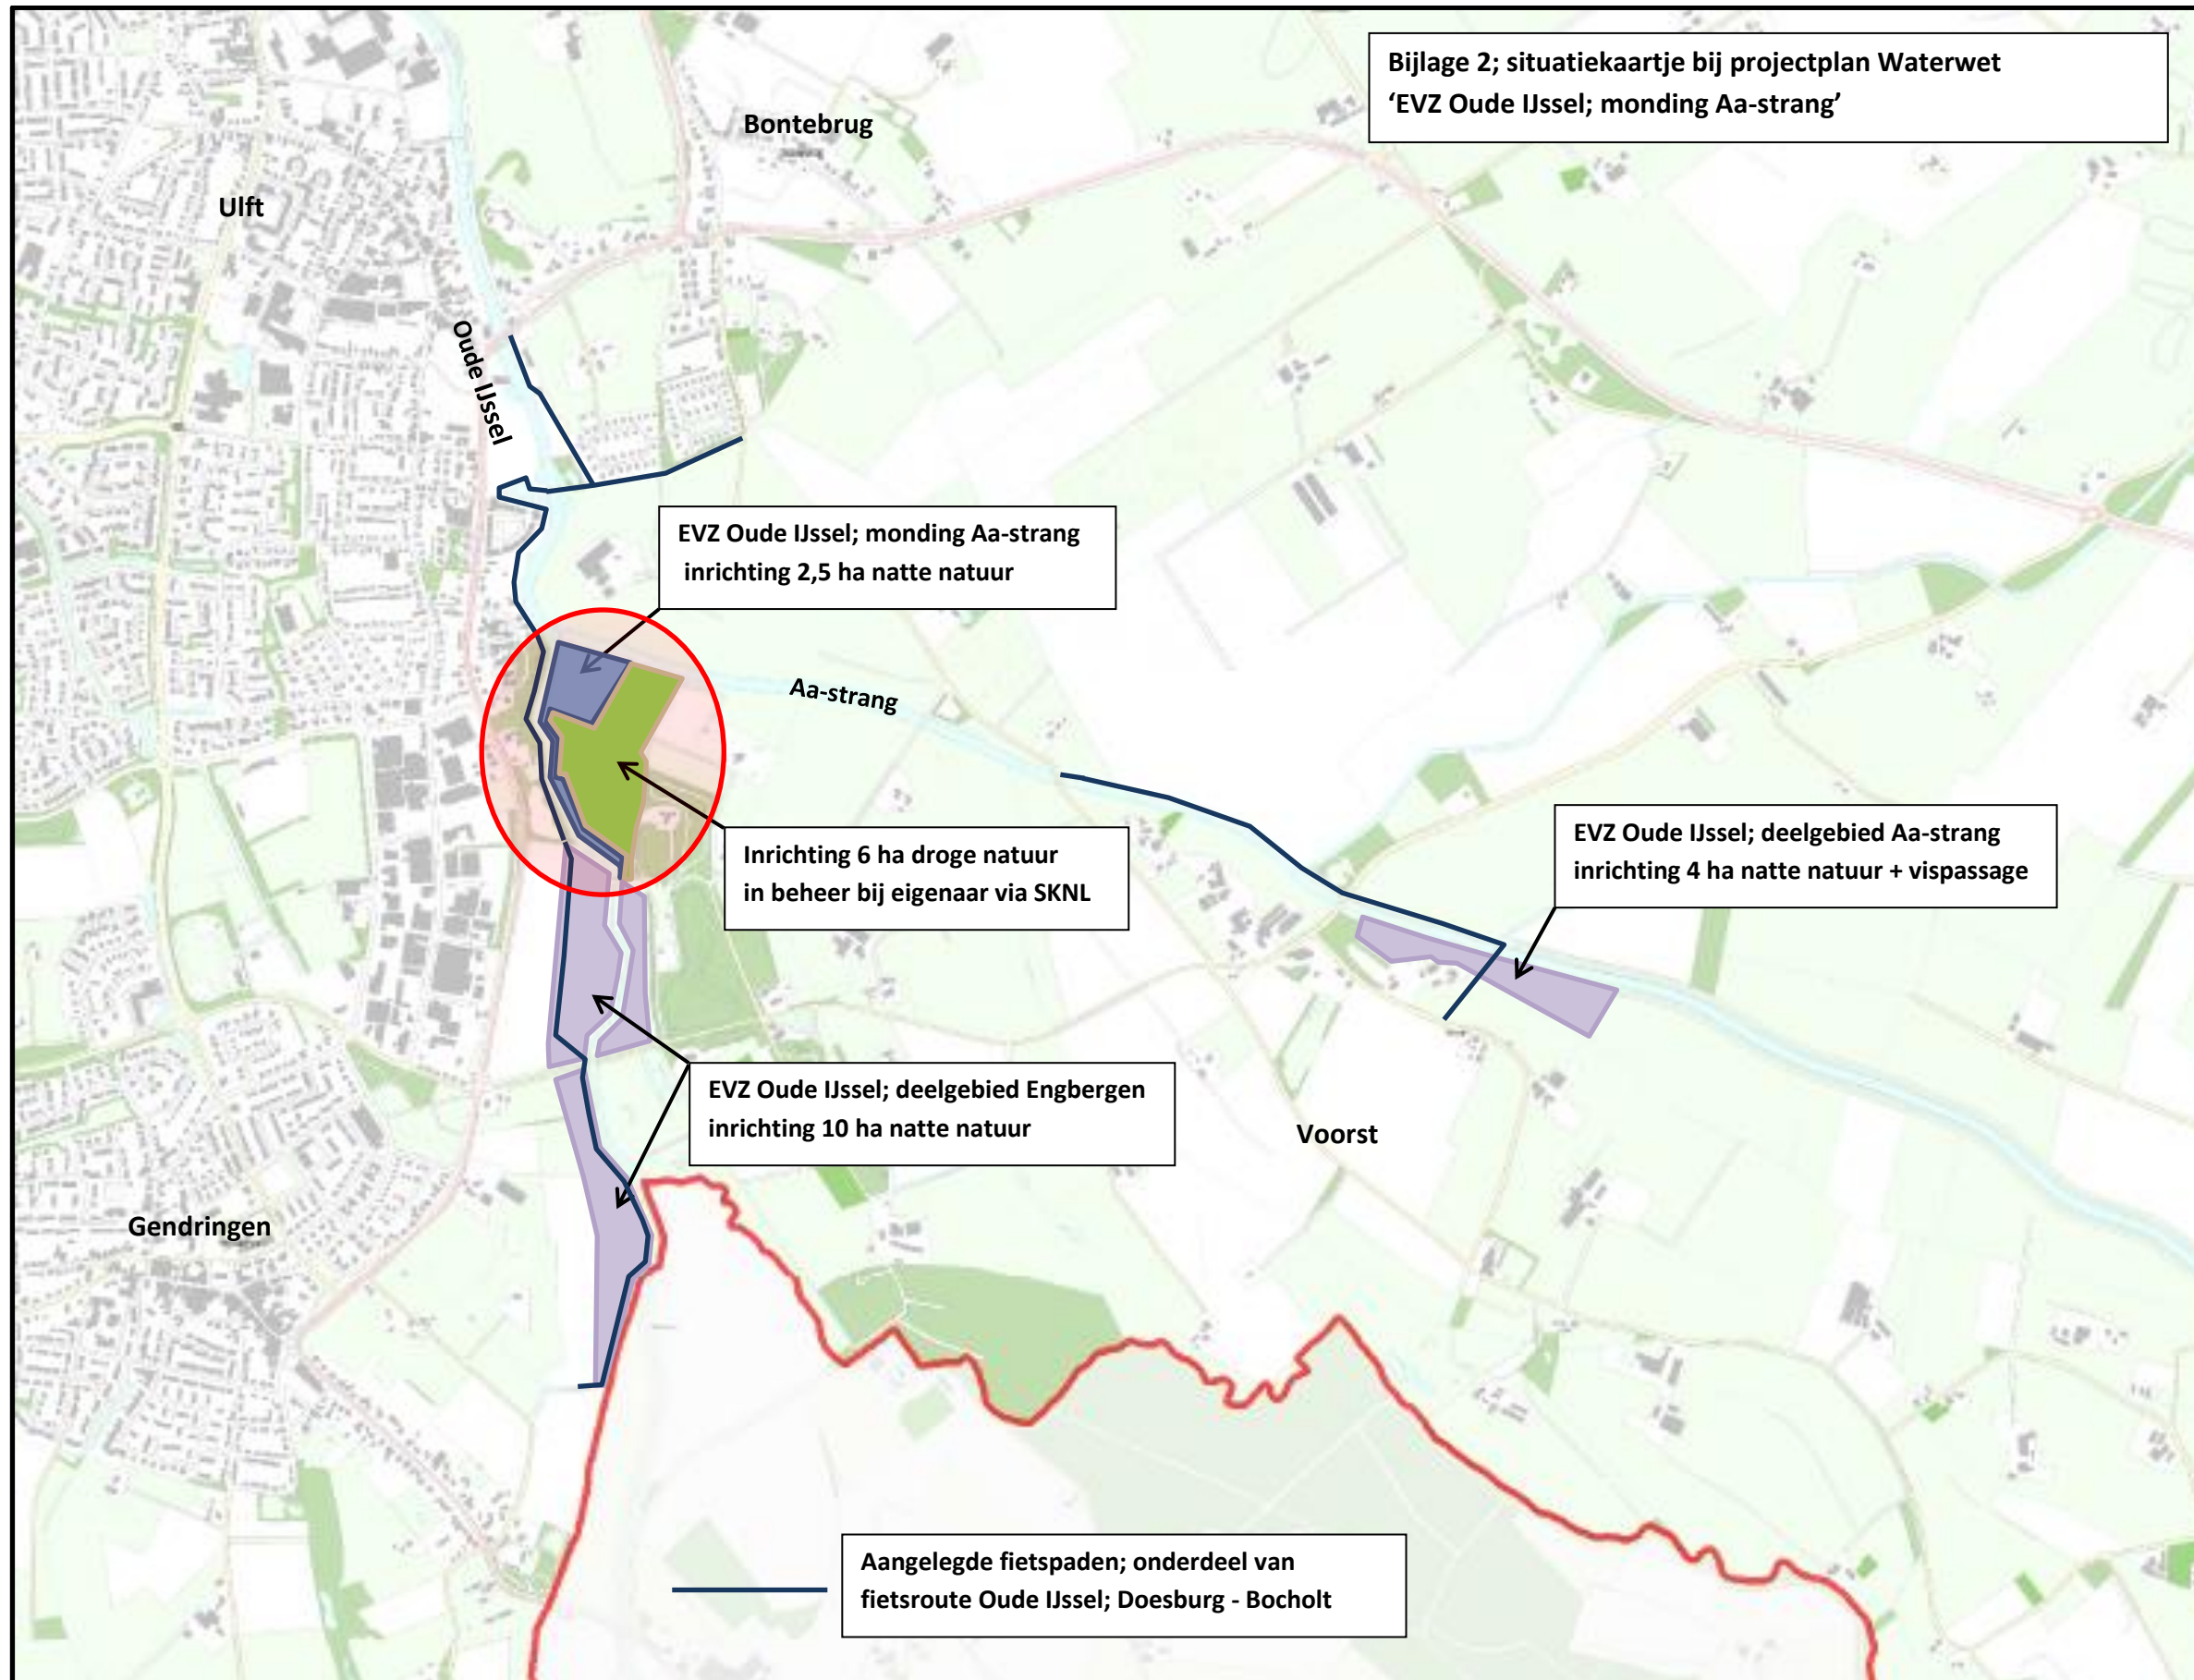 Bijlage 2; situatiekaartje bij projectplan Waterwet
‘EVZ Oude IJssel; monding Aa-strang’
Bontebrug
Ulft
Oude IJssel
EVZ Oude IJssel; monding Aa-strang
inrichting 2,5 ha natte natuur
Aa-strang
Inrichting 6 ha droge natuur
in beheer bij eigenaar via SKNL
EVZ Oude IJssel; deelgebied Aa-strang
inrichting 4 ha natte natuur + vispassage
EVZ Oude IJssel; deelgebied Engbergen
inrichting 10 ha natte natuur
Voorst
Gendringen
Aangelegde fietspaden; onderdeel van
fietsroute Oude IJssel; Doesburg - Bocholt